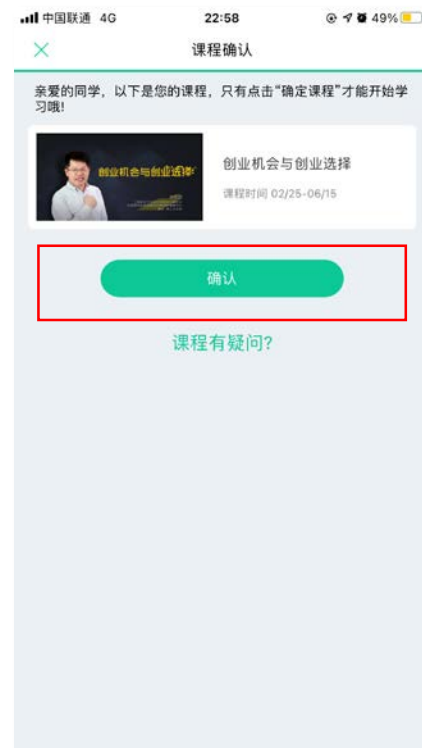 中国联通 4G 22:58 49%
课程确认
亲爱的同学，以下是您的课程，只有点击“确定课程”才能开始学
习哦!
创业机会与创业选择
创业机会与创业选择
课程时间 02/25-06/15
确认
课程有疑问?